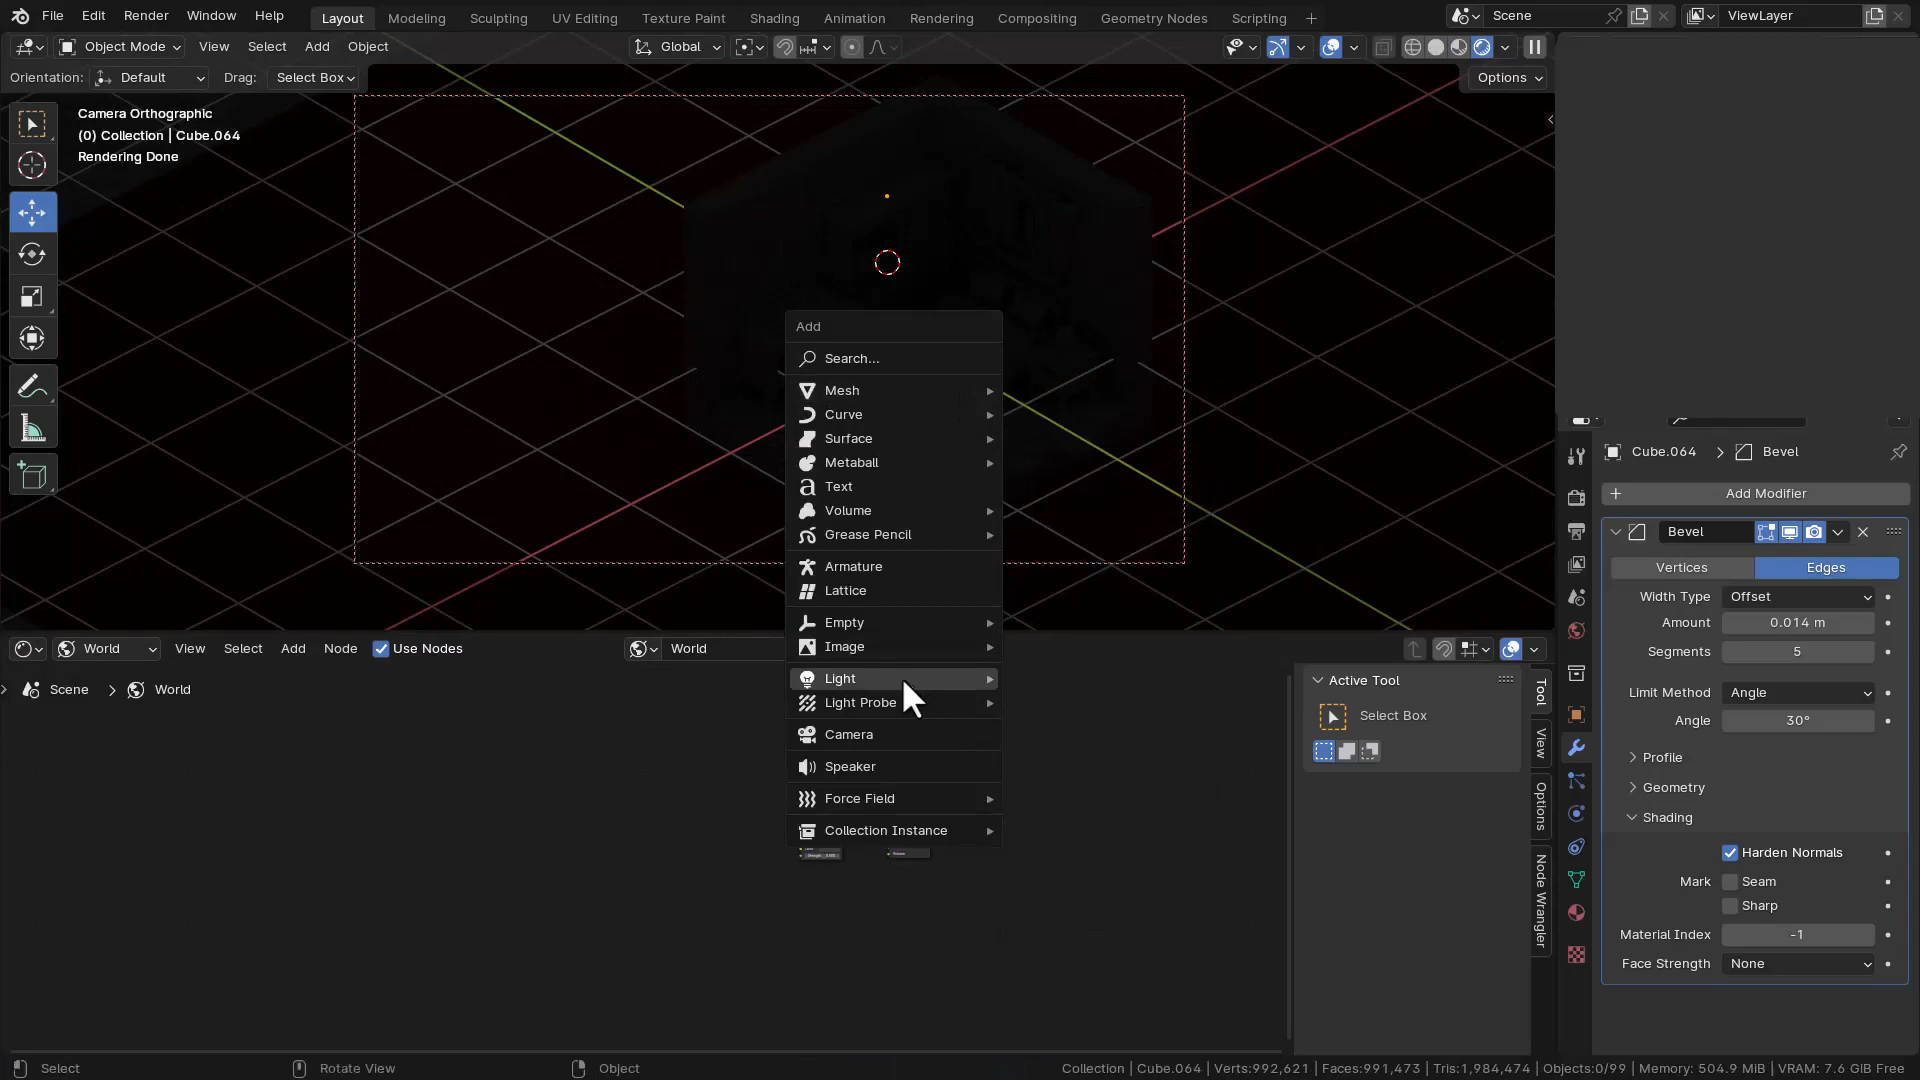 File Edit Render Window Help Layout Modeling Sculpting UV Editing Texture Paint Shading Animation Rendering Compositing Geometry Nodes Scripting Scene ViewLayer
Object Mode View Select Add Object Global
Orientation: Default Drag: Select Box Options
Camera Orthographic
(0) Collection | Cube.064
Rendering Done
Add
Search...
Mesh
Curve
Surface
Metaball
Text
Volume
Grease Pencil
Armature
Lattice
Empty
Image
Light
Light Probe
Camera
Speaker
Force Field
Collection Instance
World View Select Add Node Use Nodes World
Scene World
Active Tool
Select Box
Tool
View
Options
Node Wrangler
Cube.064 Bevel
Add Modifier
Bevel
Vertices Edges
Width Type Offset
Amount 0.014 m
Segments 5
Limit Method Angle
Angle 30°
Profile
Geometry
Shading
Harden Normals
Mark Seam
Sharp
Material Index -1
Face Strength None
Select Rotate View Object Collection | Cube.064 | Verts:992,621 | Faces:991,473 | Tris:1,984,474 | Objects:0/99 | Memory: 504.9 MiB | VRAM: 7.6 GiB Free